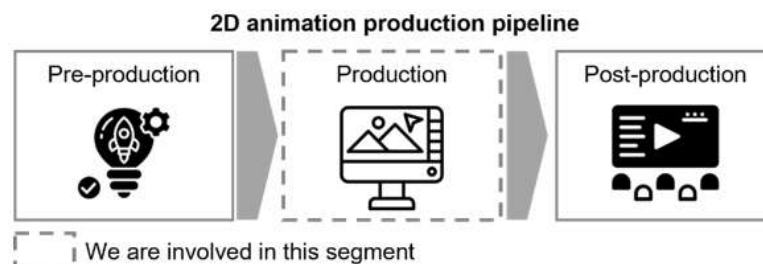 2D animation production pipeline
Pre-production
Production
Post-production
We are involved in this segment